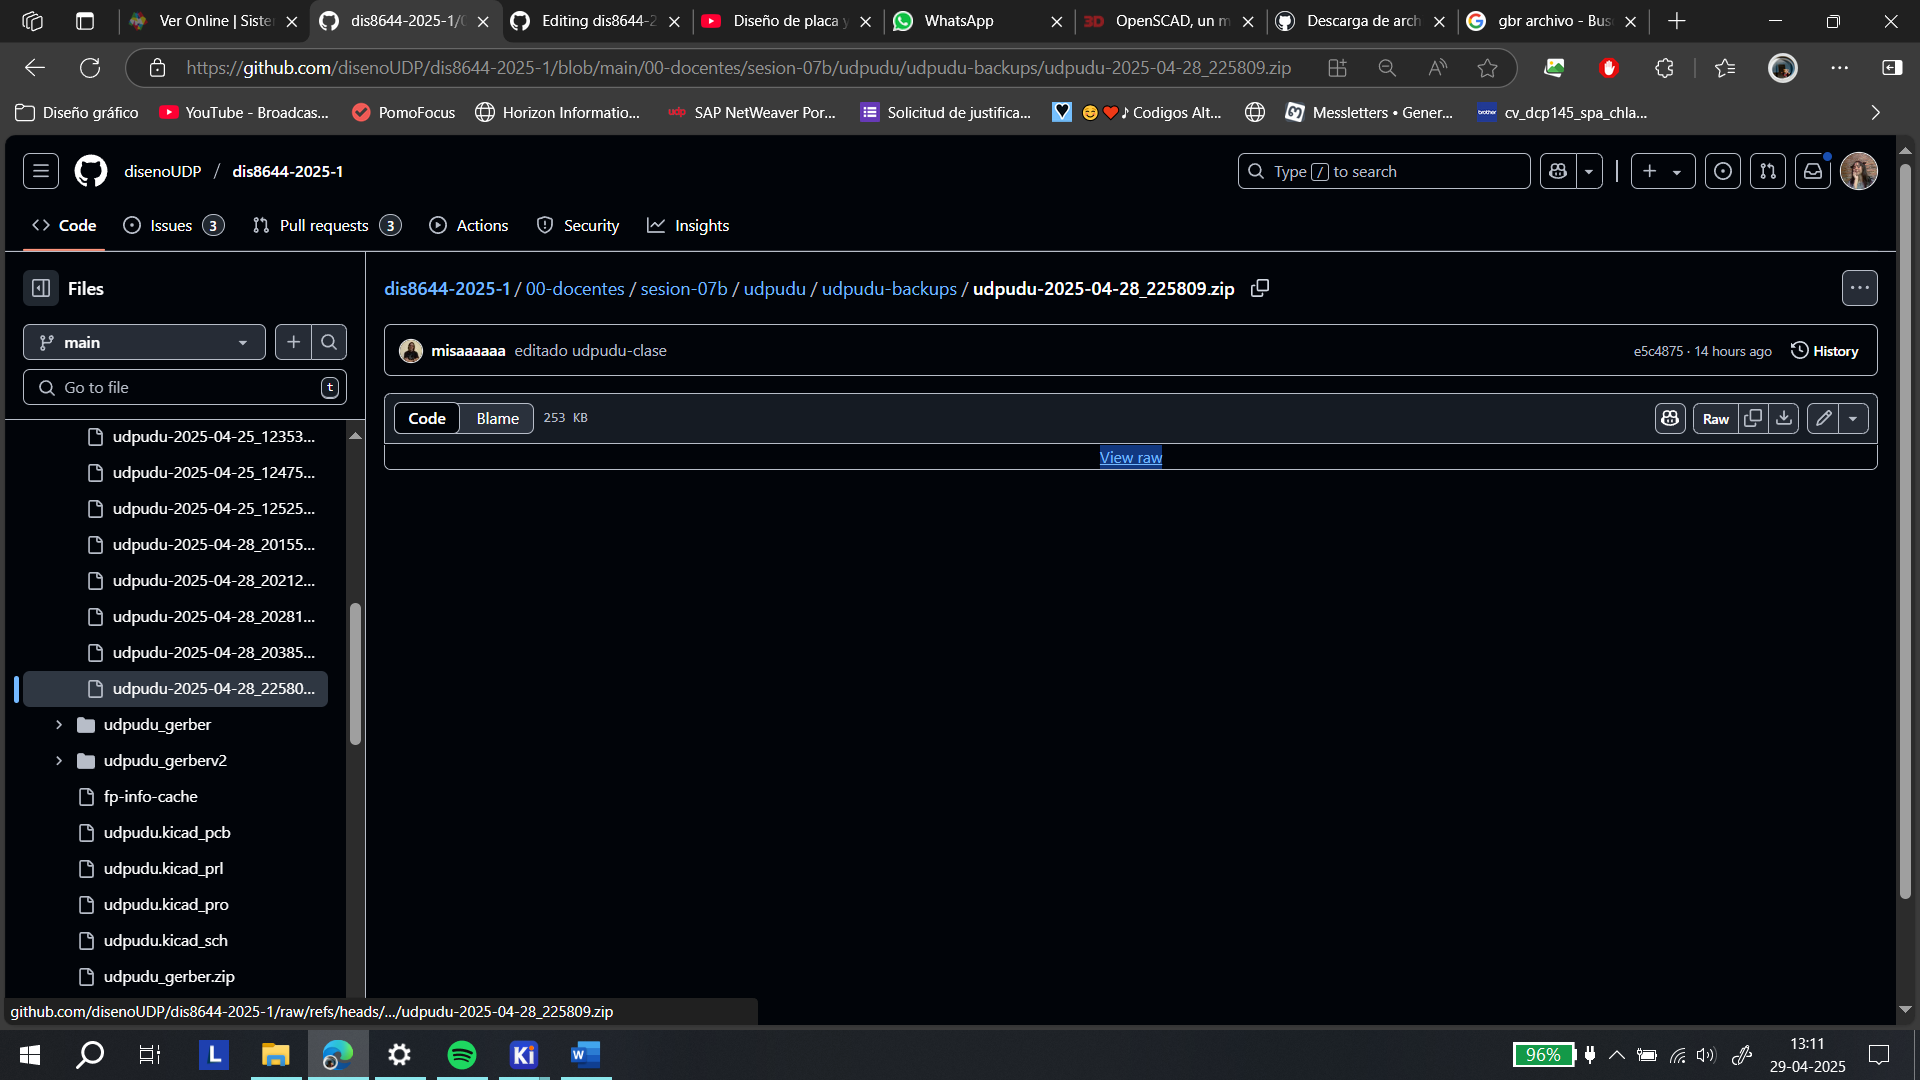 Ver Online | Siste
dis8644-2025-1/0
Editing dis8644-2
Diseño de placa y
WhatsApp
3D OpenSCAD, un m
Descarga de arch
gbr archivo - Bus
https://github.com/disenoUDP/dis8644-2025-1/blob/main/00-docentes/sesion-07b/udpudu/udpudu-backups/udpudu-2025-04-28_225809.zip
Diseño gráfico
YouTube - Broadcas...
PomoFocus
Horizon Informatio...
udp SAP NetWeaver Por...
Solicitud de justifica...
😊❤️♪ Codigos Alt...
Messletters • Gener...
brother cv_dcp145_spa_chla...
disenoUDP / dis8644-2025-1
Type / to search
Code
Issues 3
Pull requests 3
Actions
Security
Insights
Files
main
Go to file t
udpudu-2025-04-25_12353...
udpudu-2025-04-25_12475...
udpudu-2025-04-25_12525...
udpudu-2025-04-28_20155...
udpudu-2025-04-28_20212...
udpudu-2025-04-28_20281...
udpudu-2025-04-28_20385...
udpudu-2025-04-28_22580...
udpudu_gerber
udpudu_gerberv2
fp-info-cache
udpudu.kicad_pcb
udpudu.kicad_prl
udpudu.kicad_pro
udpudu.kicad_sch
udpudu_gerber.zip
dis8644-2025-1 / 00-docentes / sesion-07b / udpudu / udpudu-backups / udpudu-2025-04-28_225809.zip
misaaaaaa editado udpudu-clase
e5c4875 · 14 hours ago
History
Code Blame 253 KB
Raw
View raw
github.com/disenoUDP/dis8644-2025-1/raw/refs/heads/.../udpudu-2025-04-28_225809.zip
L
Ki
W
96%
13:11
29-04-2025